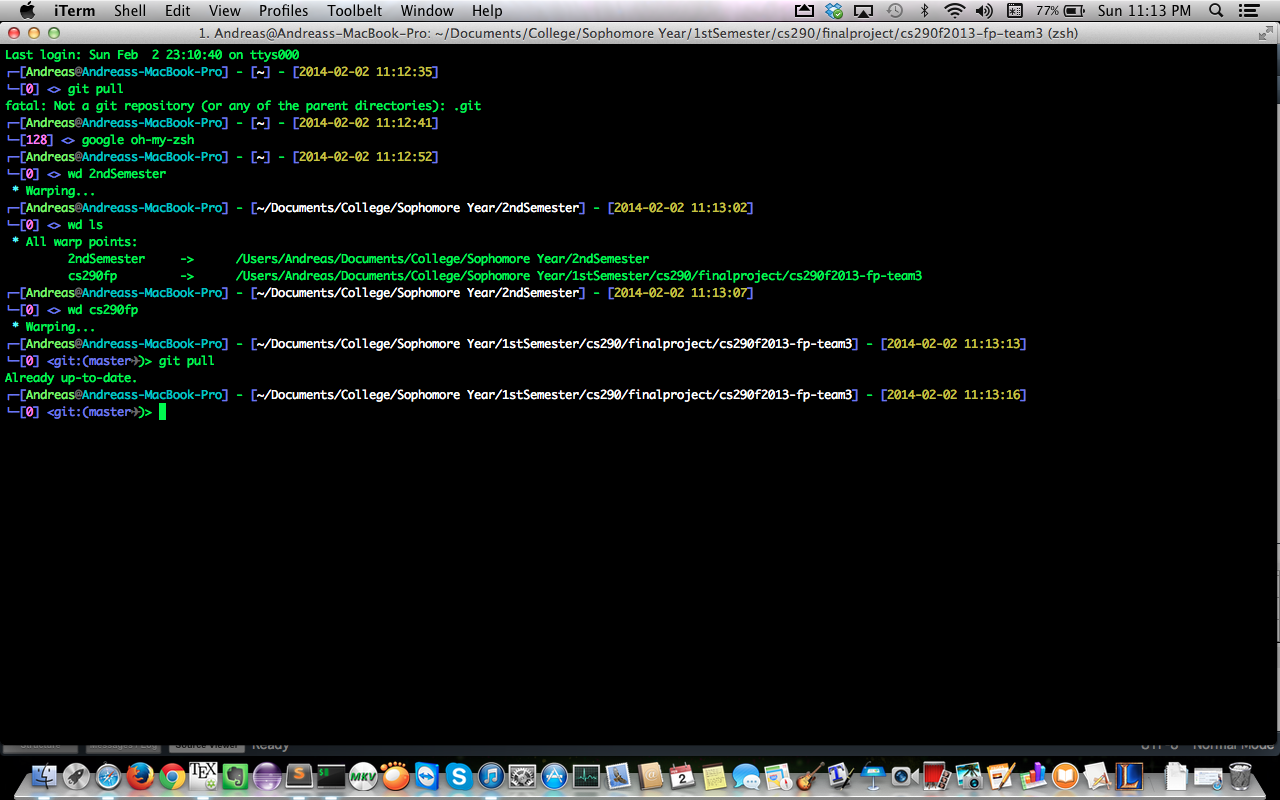 iTerm Shell Edit View Profiles Toolbelt Window Help 77% Sun 11:13 PM
1. Andreas@Andreass-MacBook-Pro: ~/Documents/College/Sophomore Year/1stSemester/cs290/finalproject/cs290f2013-fp-team3 (zsh)
Last login: Sun Feb  2 23:10:40 on ttys000
┌─[Andreas@Andreass-MacBook-Pro] - [~] - [2014-02-02 11:12:35]
└─[0] <> git pull
fatal: Not a git repository (or any of the parent directories): .git
┌─[Andreas@Andreass-MacBook-Pro] - [~] - [2014-02-02 11:12:41]
└─[128] <> google oh-my-zsh
┌─[Andreas@Andreass-MacBook-Pro] - [~] - [2014-02-02 11:12:52]
└─[0] <> wd 2ndSemester
 * Warping...
┌─[Andreas@Andreass-MacBook-Pro] - [~/Documents/College/Sophomore Year/2ndSemester] - [2014-02-02 11:13:02]
└─[0] <> wd ls
 * All warp points:
2ndSemester -> /Users/Andreas/Documents/College/Sophomore Year/2ndSemester
cs290fp -> /Users/Andreas/Documents/College/Sophomore Year/1stSemester/cs290/finalproject/cs290f2013-fp-team3
┌─[Andreas@Andreass-MacBook-Pro] - [~/Documents/College/Sophomore Year/2ndSemester] - [2014-02-02 11:13:07]
└─[0] <> wd cs290fp
 * Warping...
┌─[Andreas@Andreass-MacBook-Pro] - [~/Documents/College/Sophomore Year/1stSemester/cs290/finalproject/cs290f2013-fp-team3] - [2014-02-02 11:13:13]
└─[0] <git:(master✈)> git pull
Already up-to-date.
┌─[Andreas@Andreass-MacBook-Pro] - [~/Documents/College/Sophomore Year/1stSemester/cs290/finalproject/cs290f2013-fp-team3] - [2014-02-02 11:13:16]
└─[0] <git:(master✈)>
Structure Messages / Log Source Viewer Ready UTF-8 Normal Mode
TEX MKV S 2 L